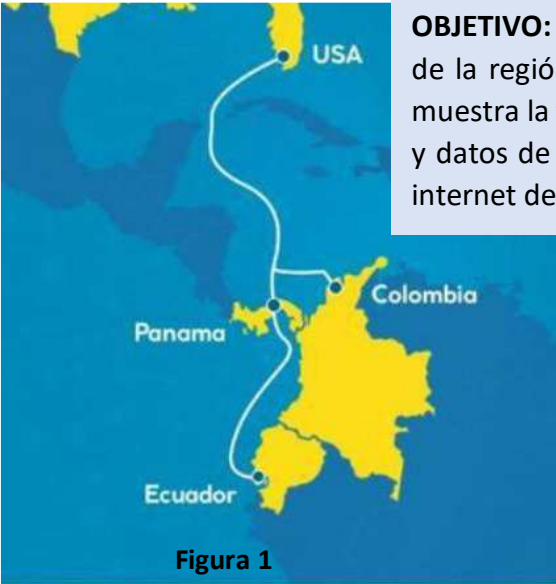 OBJETIVO:
de la regió
muestra la
y datos de
internet de
USA
Colombia
Panama
Ecuador
Figura 1